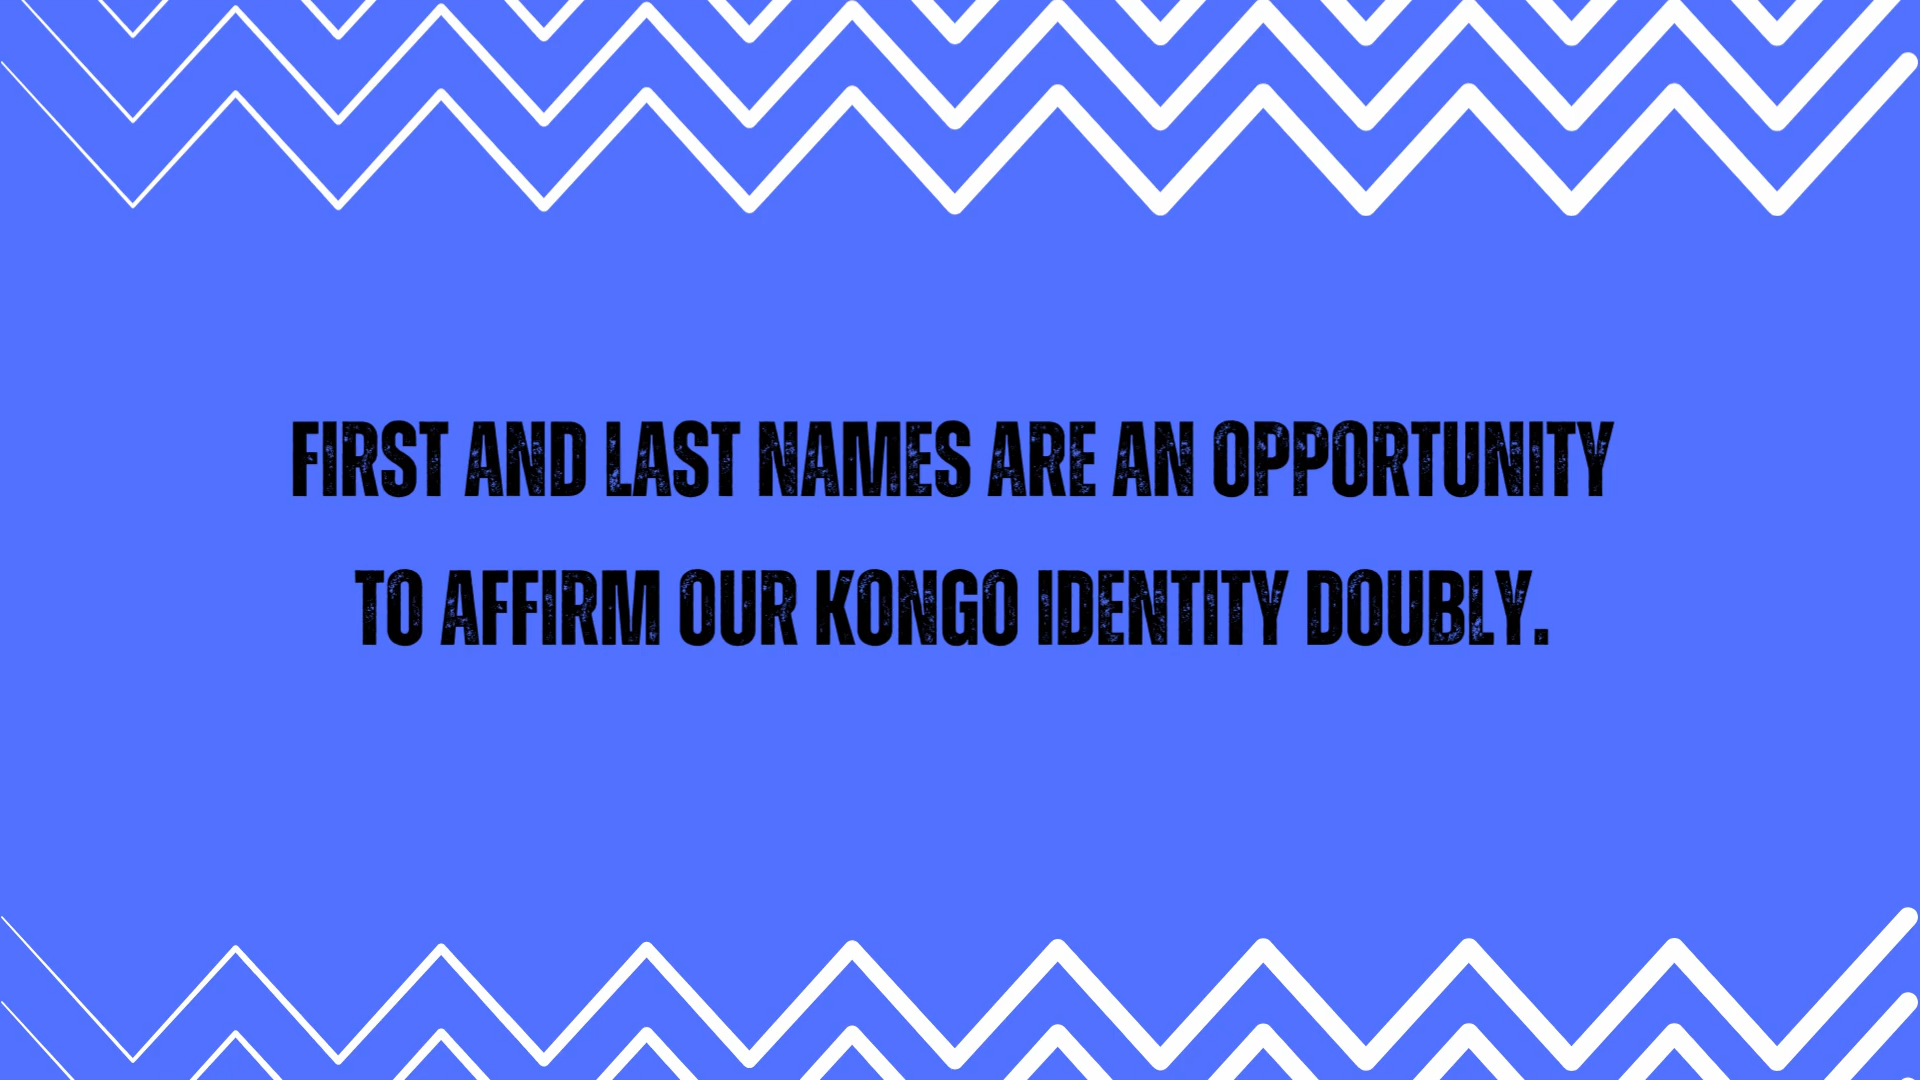 FIRST AND LAST NAMES ARE AN OPPORTUNITY
TO AFFIRM OUR KONGO IDENTITY DOUBLY.